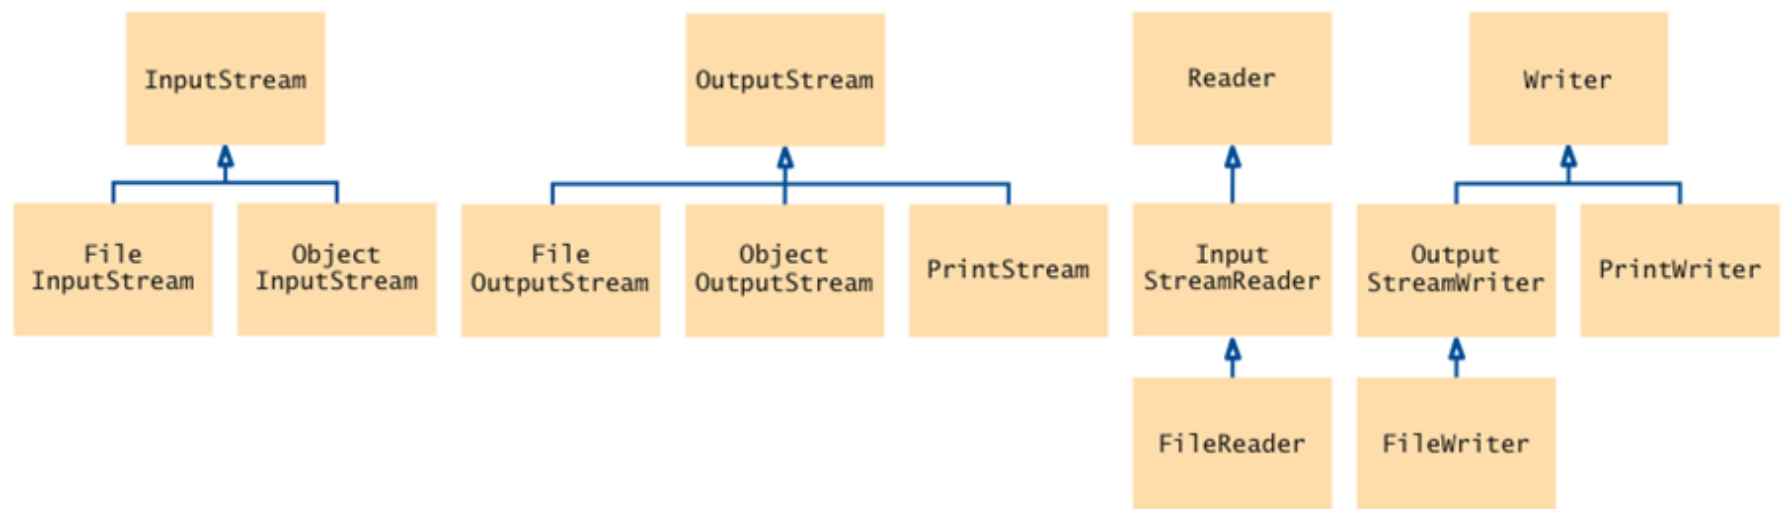 InputStream
OutputStream
Reader
Writer
File
InputStream
Object
InputStream
File
OutputStream
Object
OutputStream
PrintStream
Input
StreamReader
Output
StreamWriter
PrintWriter
FileReader
FileWriter